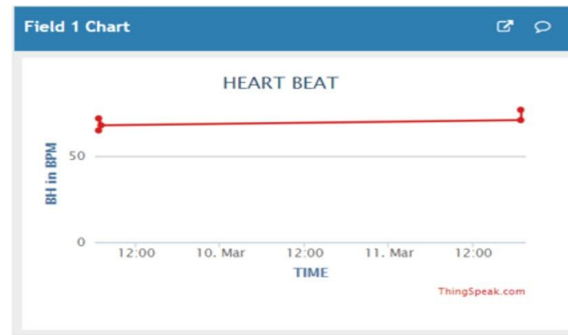 Field 1 Chart
HEART BEAT
BH in BPM
50
0
12:00 10. Mar 12:00 11. Mar 12:00
TIME
ThingSpeak.com